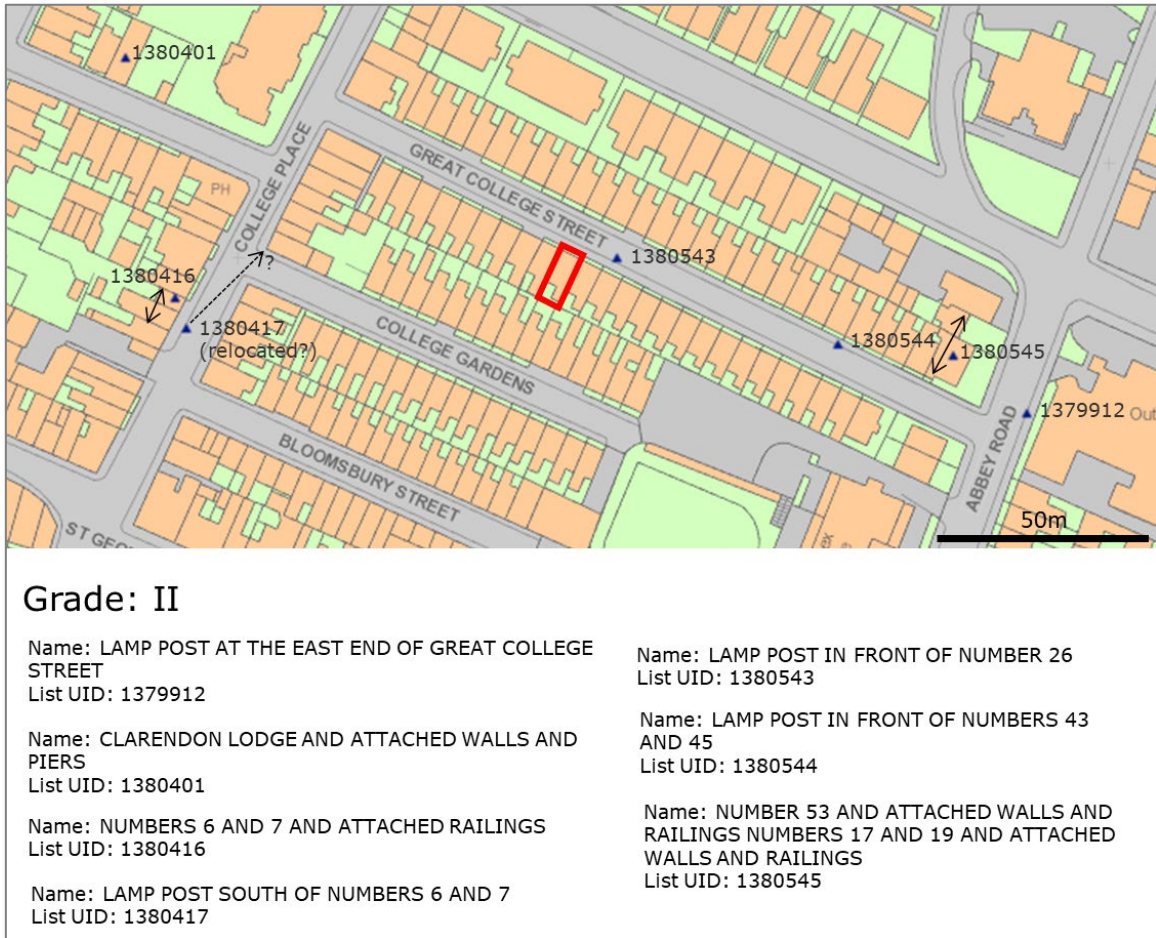 1380401
COLLEGE PLACE
PH
GREAT COLLEGE STREET
1380543
?
1380416
1380417
(relocated?)
COLLEGE GARDENS
1380544
1380545
1379912
Out
ABBEY ROAD
BLOOMSBURY STREET
ST GEO
50m
Grade: II
Name: LAMP POST AT THE EAST END OF GREAT COLLEGE
STREET
List UID: 1379912
Name: CLARENDON LODGE AND ATTACHED WALLS AND
PIERS
List UID: 1380401
Name: NUMBERS 6 AND 7 AND ATTACHED RAILINGS
List UID: 1380416
Name: LAMP POST SOUTH OF NUMBERS 6 AND 7
List UID: 1380417
Name: LAMP POST IN FRONT OF NUMBER 26
List UID: 1380543
Name: LAMP POST IN FRONT OF NUMBERS 43
AND 45
List UID: 1380544
Name: NUMBER 53 AND ATTACHED WALLS AND
RAILINGS NUMBERS 17 AND 19 AND ATTACHED
WALLS AND RAILINGS
List UID: 1380545